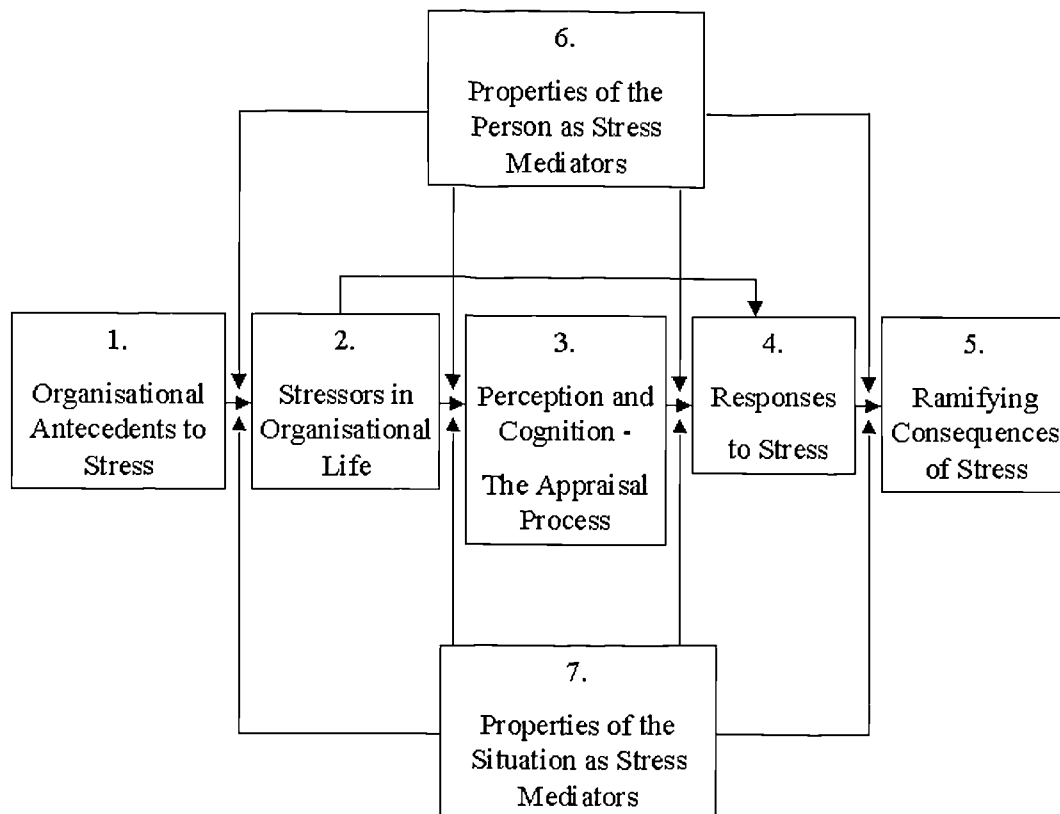 6.
Properties of the
Person as Stress
Mediators
1.
Organisational
Antecedents to
Stress
2.
Stressors in
Organisational
Life
3.
Perception and
Cognition -
The Appraisal
Process
4.
Responses
to Stress
5.
Ramifying
Consequences
of Stress
7.
Properties of the
Situation as Stress
Mediators